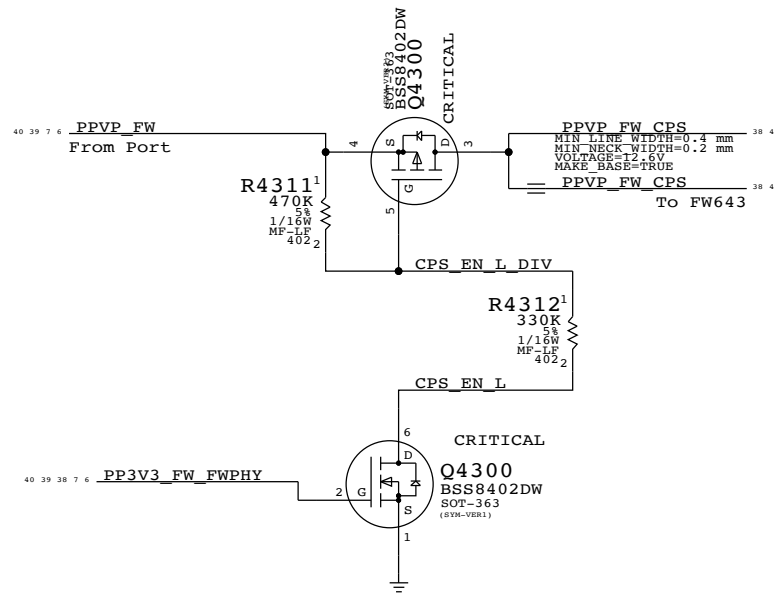 CRITICAL
Q4300
BSS8402DW
SOT-363
40 39 7 6
PPVP_FW
From Port
4
S
D
3
G
5
PPVP_FW_CPS
38 4
MIN_LINE_WIDTH=0.4 mm
MIN_NECK_WIDTH=0.2 mm
VOLTAGE=12.6V
MAKE_BASE=TRUE
PPVP_FW_CPS
38 4
To FW643
R4311
1
470K
5%
1/16W
MF-LF
402
2
CPS_EN_L_DIV
R4312
1
330K
5%
1/16W
MF-LF
402
2
CPS_EN_L
6
CRITICAL
D
Q4300
BSS8402DW
SOT-363
(SYM-VER1)
40 39 38 7 6
PP3V3_FW_FWPHY
2
G
S
1